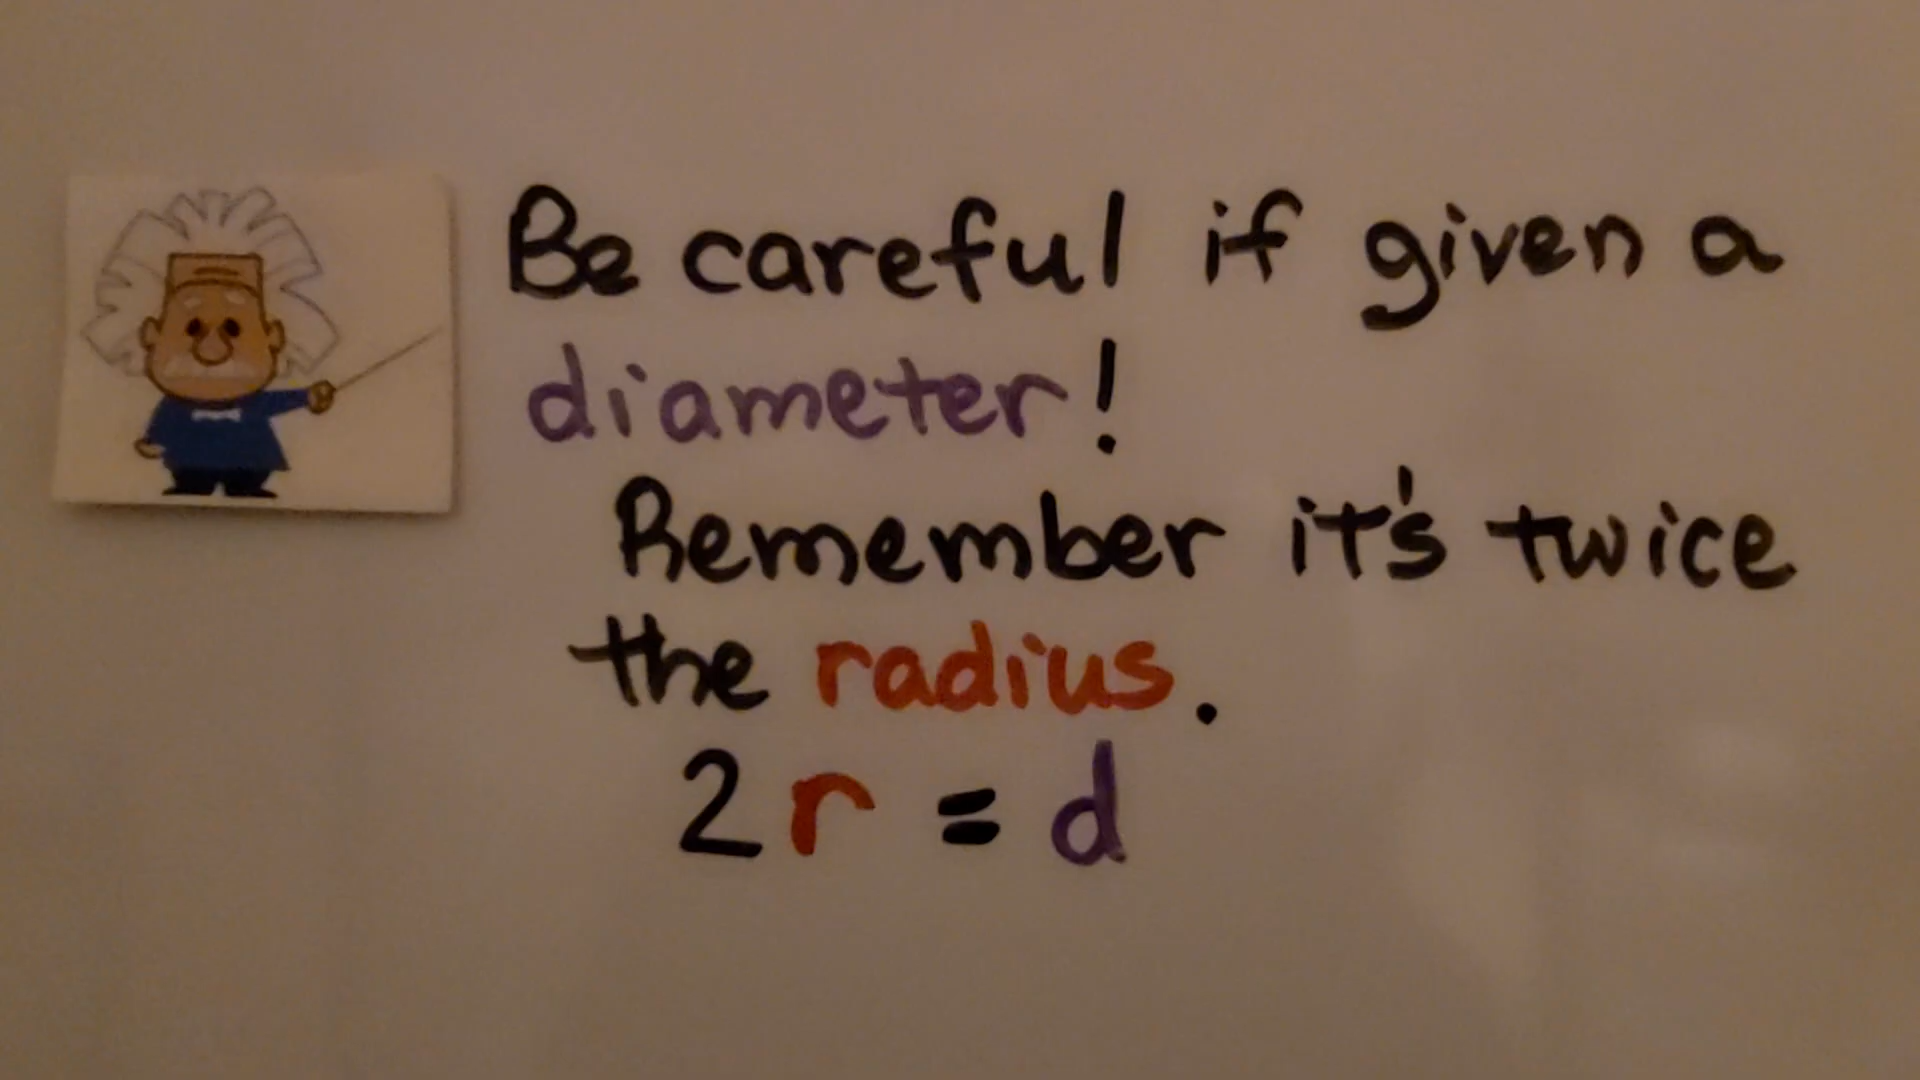 Be careful if given a
diameter!
Remember it's twice
the radius.
2r = d